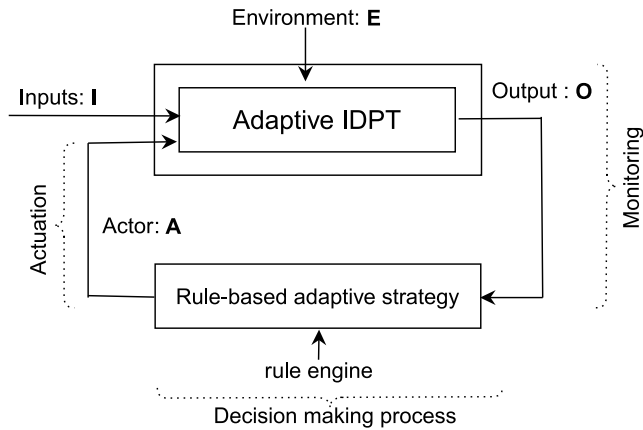 Environment: E
Inputs: I
Output : O
Adaptive IDPT
Monitoring
Actuation
Actor: A
Rule-based adaptive strategy
rule engine
Decision making process